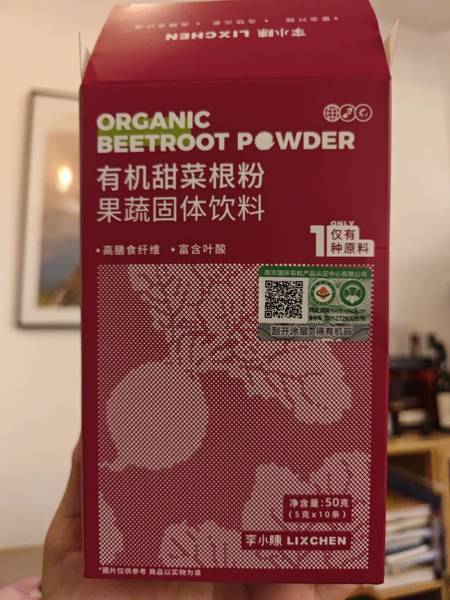 李小陳 LIXCHEN
ORGANIC
BEETROOT POWDER
有机甜菜根粉
果蔬固体饮料
•高膳食纤维 •富含叶酸
ONLY
1仅有
种原料
南京国环有机产品认证中心有限公司
刮开涂层 获得有机码
净含量:50克
(5克x10条)
李小陳 LIXCHEN
*图片仅供参考 商品以实物为准